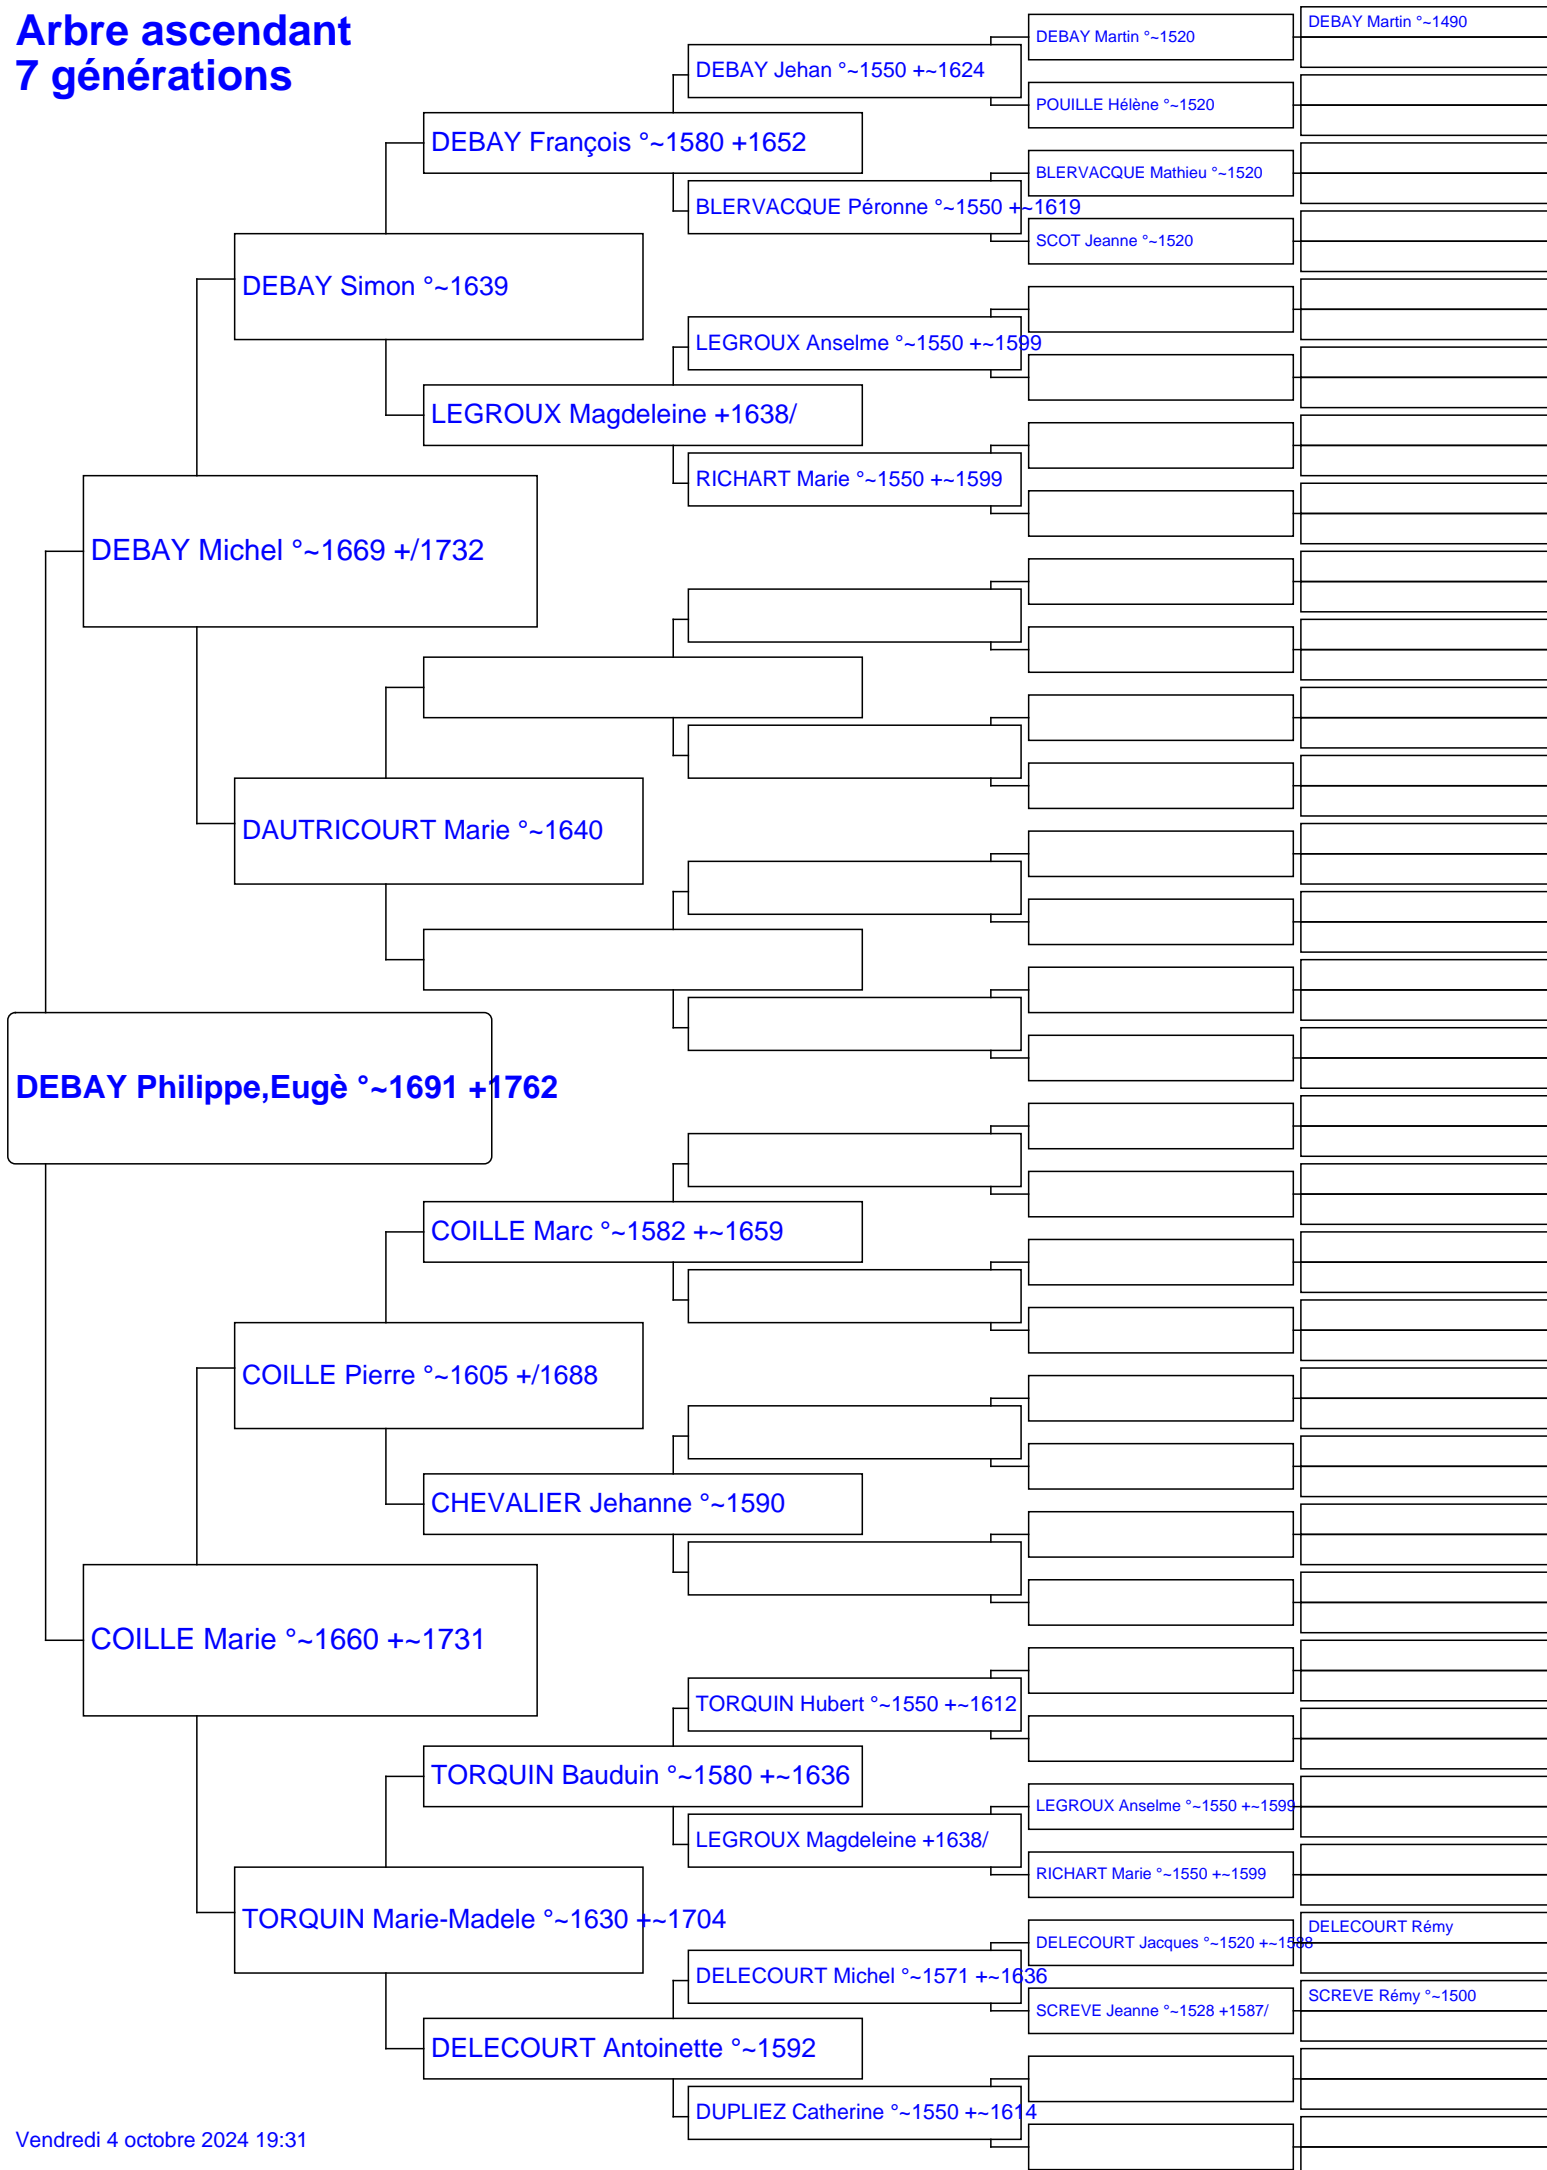 Arbre ascendant
7 générations
DEBAY Martin °~1490
DEBAY Martin °~1520
DEBAY Jehan °~1550 +~1624
POUILLE Hélène °~1520
DEBAY François °~1580 +1652
BLERVACQUE Mathieu °~1520
BLERVACQUE Péronne °~1550 +~1619
SCOT Jeanne °~1520
DEBAY Simon °~1639
LEGROUX Anselme °~1550 +~1599
LEGROUX Magdeleine +1638/
RICHART Marie °~1550 +~1599
DEBAY Michel °~1669 +/1732
DAUTRICOURT Marie °~1640
DEBAY Philippe,Eugè °~1691 +1762
COILLE Marc °~1582 +~1659
COILLE Pierre °~1605 +/1688
CHEVALIER Jehanne °~1590
COILLE Marie °~1660 +~1731
TORQUIN Hubert °~1550 +~1612
TORQUIN Bauduin °~1580 +~1636
LEGROUX Anselme °~1550 +~1599
LEGROUX Magdeleine +1638/
RICHART Marie °~1550 +~1599
TORQUIN Marie-Madele °~1630 +~1704
DELECOURT Rémy
DELECOURT Jacques °~1520 +~1588
DELECOURT Michel °~1571 +~1636
SCREVE Rémy °~1500
SCREVE Jeanne °~1528 +1587/
DELECOURT Antoinette °~1592
DUPLIEZ Catherine °~1550 +~1614
Vendredi 4 octobre 2024 19:31